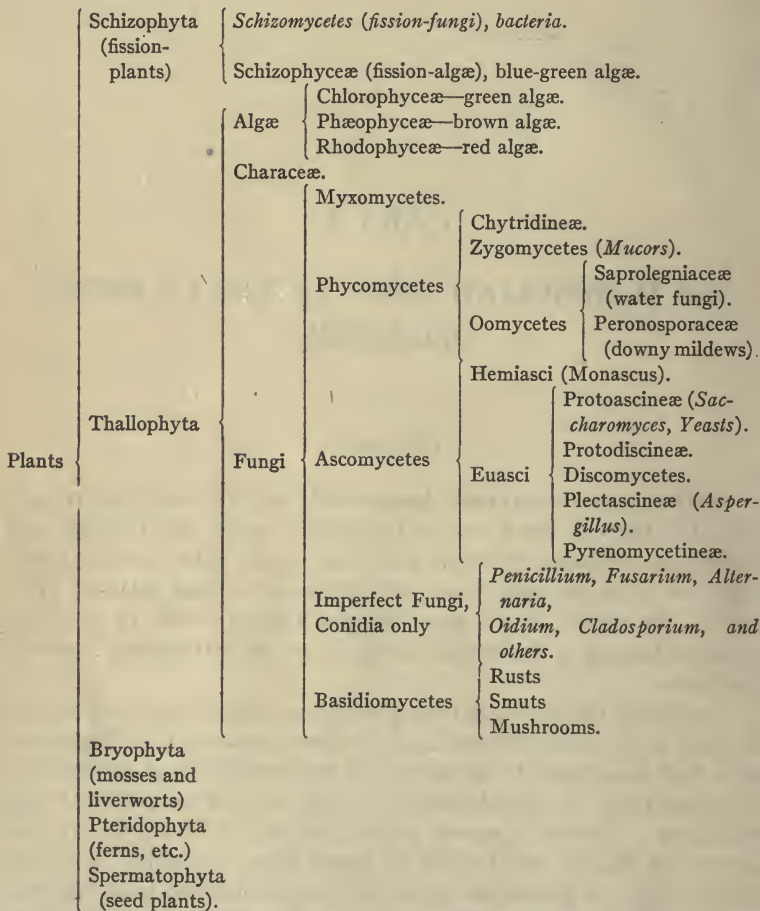 Schizophyta
(fission-
plants)
Schizomycetes (fission-fungi), bacteria.
Schizophyceæ (fission-algæ), blue-green algæ.
Algæ
Chlorophyceæ—green algæ.
Phæophyceæ—brown algæ.
Rhodophyceæ—red algæ.
Characeæ.
Myxomycetes.
Phycomycetes
Chytridineæ.
Zygomycetes (Mucors).
Oomycetes
Saprolegniaceæ
(water fungi).
Peronosporaceæ
(downy mildews).
Plants
Thallophyta
Fungi
Ascomycetes
Hemiasci (Monascus).
Euasci
Protoascineæ (Sac-
charomyces, Yeasts).
Protodiscineæ.
Discomycetes.
Plectascineæ (Asper-
gillus).
Pyrenomycetineæ.
Imperfect Fungi,
Conidia only
Penicillium, Fusarium, Alter-
naria,
Oidium, Cladosporium, and
others.
Basidiomycetes
Rusts
Smuts
Mushrooms.
Bryophyta
(mosses and
liverworts)
Pteridophyta
(ferns, etc.)
Spermatophyta
(seed plants).